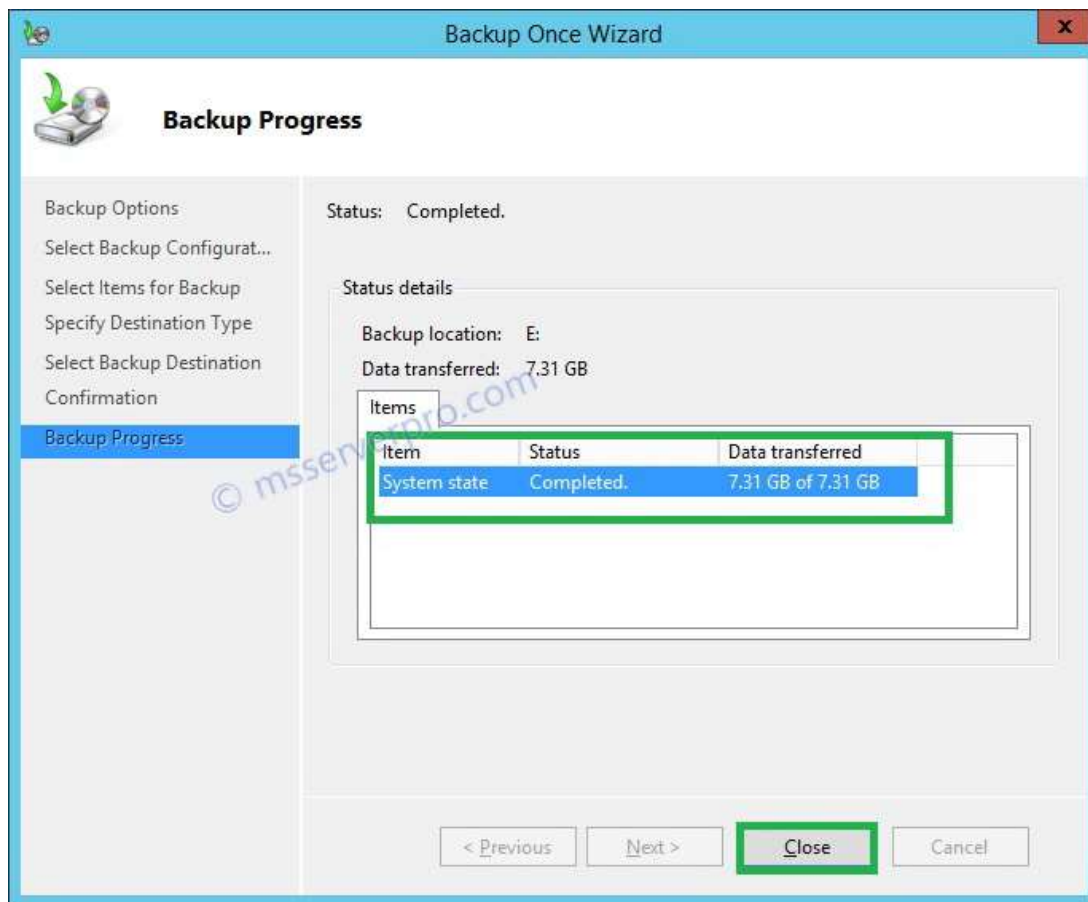 Backup Once Wizard
x
Backup Progress
Backup Options
Select Backup Configurat...
Select Items for Backup
Specify Destination Type
Select Backup Destination
Confirmation
Backup Progress
Status: Completed.
Status details
Backup location: E:
Data transferred: 7.31 GB
Items
Item Status Data transferred
System state Completed. 7.31 GB of 7.31 GB
© msserverpro.com
< Previous Next > Close Cancel